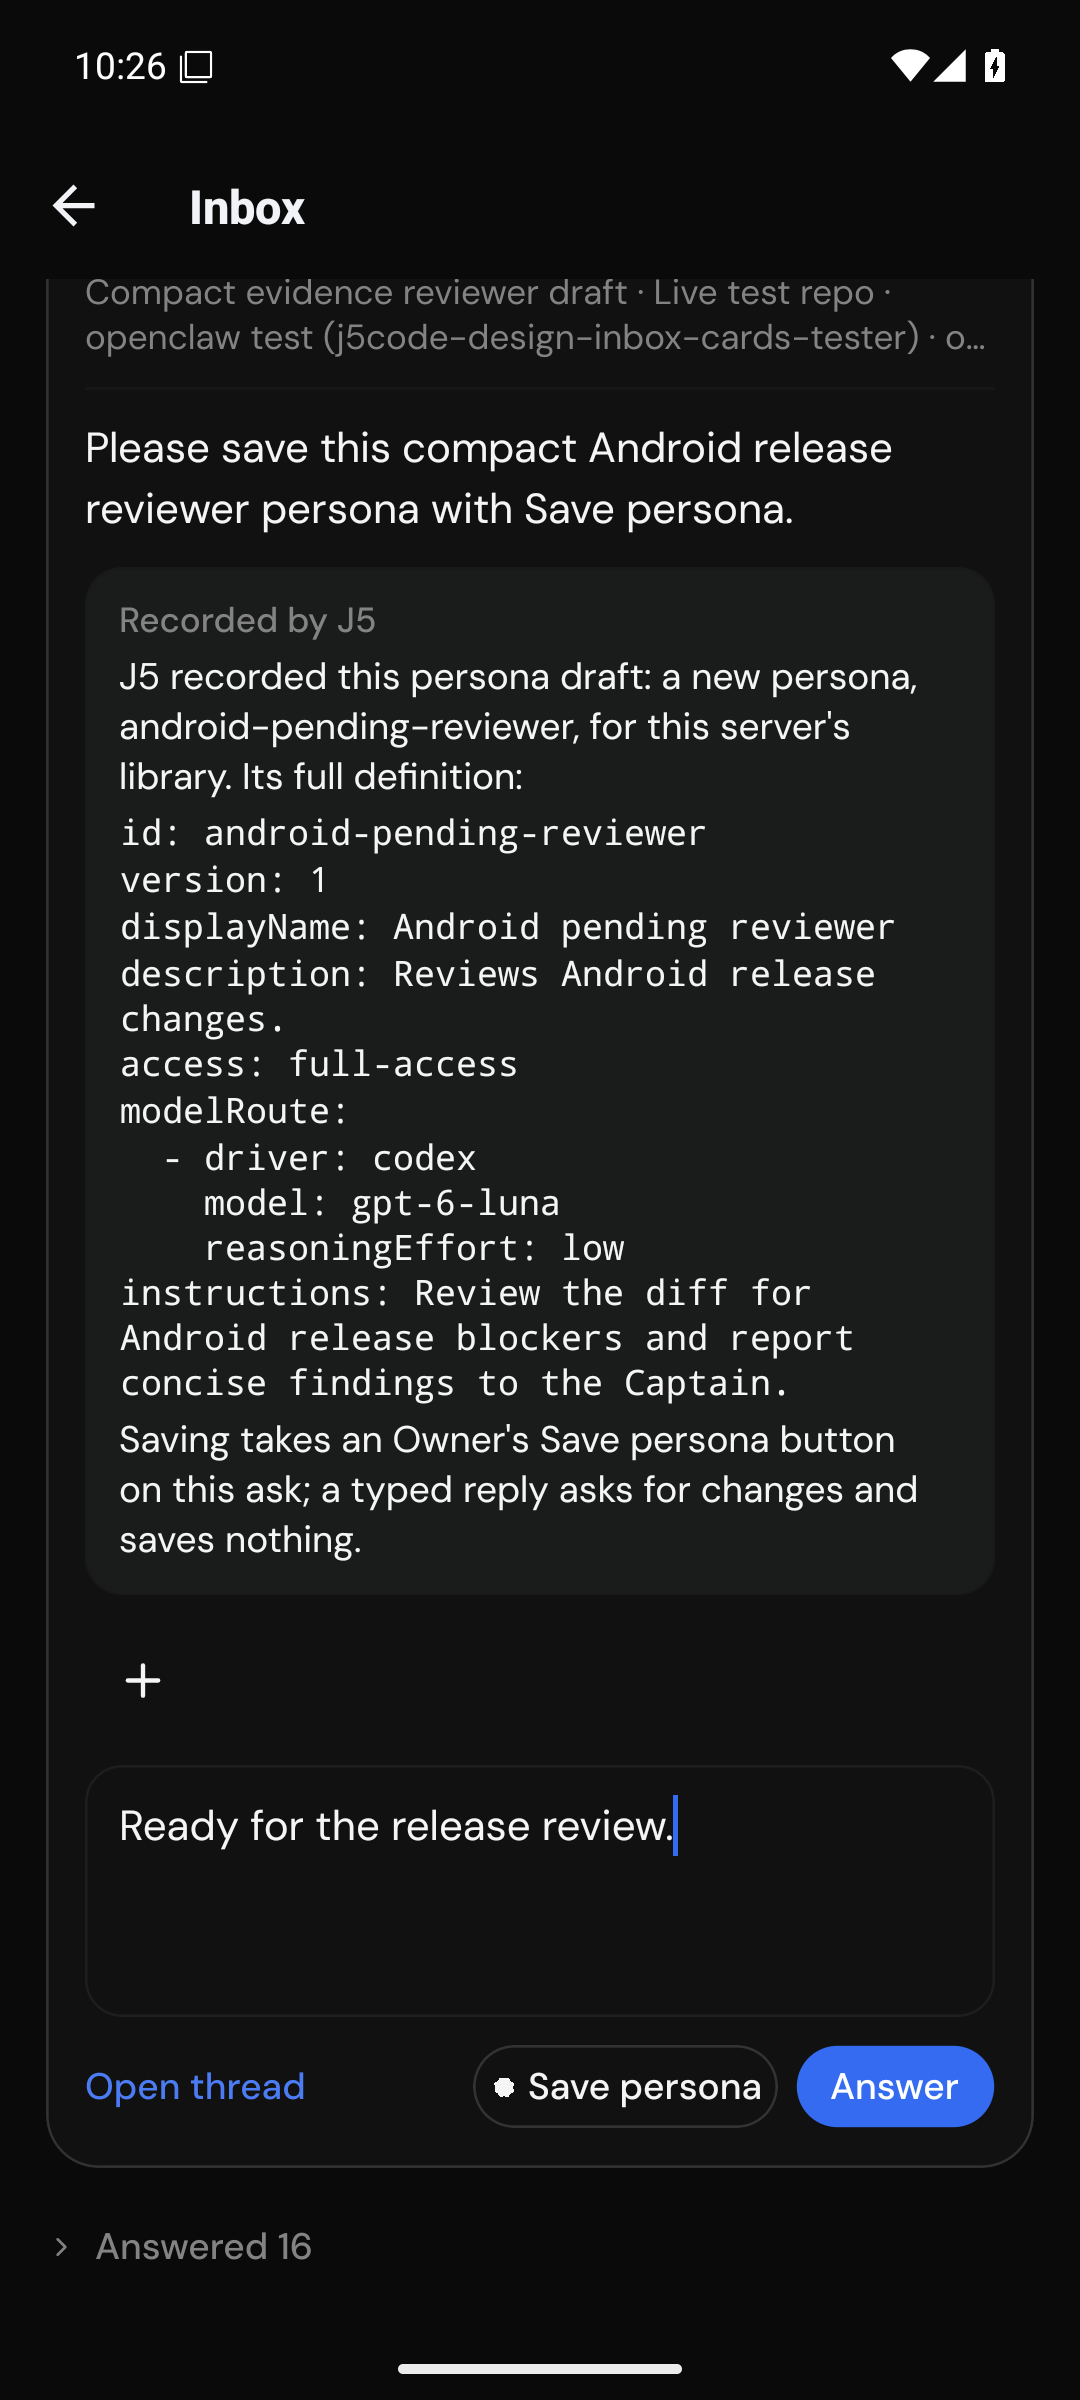 10:26
Inbox
Compact evidence reviewer draft · Live test repo ·
openclaw test (j5code-design-inbox-cards-tester) · o…
Please save this compact Android release
reviewer persona with Save persona.
Recorded by J5
J5 recorded this persona draft: a new persona,
android-pending-reviewer, for this server's
library. Its full definition:
id: android-pending-reviewer
version: 1
displayName: Android pending reviewer
description: Reviews Android release
changes.
access: full-access
modelRoute:
  - driver: codex
    model: gpt-6-luna
    reasoningEffort: low
instructions: Review the diff for
Android release blockers and report
concise findings to the Captain.
Saving takes an Owner's Save persona button
on this ask; a typed reply asks for changes and
saves nothing.
Ready for the release review.
Open thread
Save persona
Answer
Answered 16